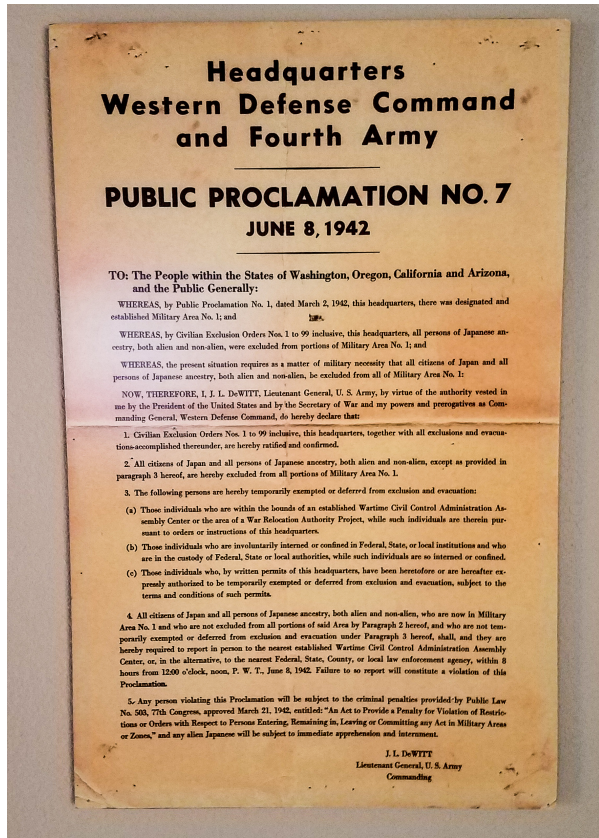 Headquarters
Western Defense Command
and Fourth Army
PUBLIC PROCLAMATION NO. 7
JUNE 8, 1942
TO: The People within the States of Washington, Oregon, California and Arizona,
and the Public Generally:
WHEREAS, by Public Proclamation No. 1, dated March 2, 1942, this headquarters, there was designated and
established Military Area No. 1; and
WHEREAS, by Civilian Exclusion Orders Nos. 1 to 99 inclusive, this headquarters, all persons of Japanese an-
cestry, both alien and non-alien, were excluded from portions of Military Area No. 1; and
WHEREAS, the present situation requires as a matter of military necessity that all citizens of Japan and all
persons of Japanese ancestry, both alien and non-alien, be excluded from all of Military Area No. 1:
NOW, THEREFORE, I, J. L. DeWITT, Lieutenant General, U. S. Army, by virtue of the authority vested in
me by the President of the United States and by the Secretary of War and my powers and prerogatives as Com-
manding General, Western Defense Command, do hereby declare that:
1. Civilian Exclusion Orders Nos. 1 to 99 inclusive, this headquarters, together with all exclusions and evacua-
tions accomplished thereunder, are hereby ratified and confirmed.
2. All citizens of Japan and all persons of Japanese ancestry, both alien and non-alien, except as provided in
paragraph 3 hereof, are hereby excluded from all portions of Military Area No. 1.
3. The following persons are hereby temporarily exempted or deferred from exclusion and evacuation:
(a) Those individuals who are within the bounds of an established Wartime Civil Control Administration As-
sembly Center or the area of a War Relocation Authority Project, while such individuals are therein pur-
suant to orders or instructions of this headquarters.
(b) Those individuals who are involuntarily interned or confined in Federal, State, or local institutions and who
are in the custody of Federal, State or local authorities, while such individuals are so interned or confined.
(c) Those individuals who, by written permits of this headquarters, have been heretofore or are hereafter ex-
pressly authorized to be temporarily exempted or deferred from exclusion and evacuation, subject to the
terms and conditions of such permits.
4. All citizens of Japan and all persons of Japanese ancestry, both alien and non-alien, who are now in Military
Area No. 1 and who are not excluded from all portions of said Area by Paragraph 2 hereof, and who are not tem-
porarily exempted or deferred from exclusion and evacuation under Paragraph 3 hereof, shall, and they are
hereby required to report in person to the nearest established Wartime Civil Control Administration Assembly
Center, or, in the alternative, to the nearest Federal, State, County, or local law enforcement agency, within 8
hours from 12:00 o'clock, noon, P. W. T., June 8, 1942. Failure to so report will constitute a violation of this
Proclamation.
5. Any person violating this Proclamation will be subject to the criminal penalties provided by Public Law
No. 503, 77th Congress, approved March 21, 1942, entitled: "An Act to Provide a Penalty for Violation of Restric-
tions or Orders with Respect to Persons Entering, Remaining in, Leaving or Committing any Act in Military Areas
or Zones," and any alien Japanese will be subject to immediate apprehension and internment.
J. L. DeWITT
Lieutenant General, U. S. Army
Commanding